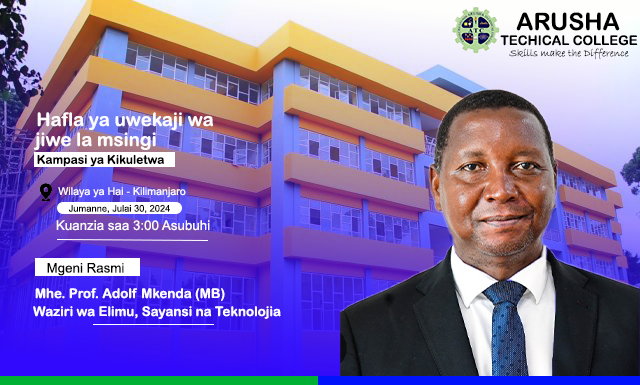 ARUSHA
TECHICAL COLLEGE
Skills make the Difference
Hafla ya uwekaji wa
jiwe la msingi
Kampasi ya Kikuletwa
Wilaya ya Hai - Kilimanjaro
Jumanne, Julai 30, 2024
Kuanzia saa 3:00 Asubuhi
Mgeni Rasmi
Mhe. Prof. Adolf Mkenda (MB)
Waziri wa Elimu, Sayansi na Teknolojia